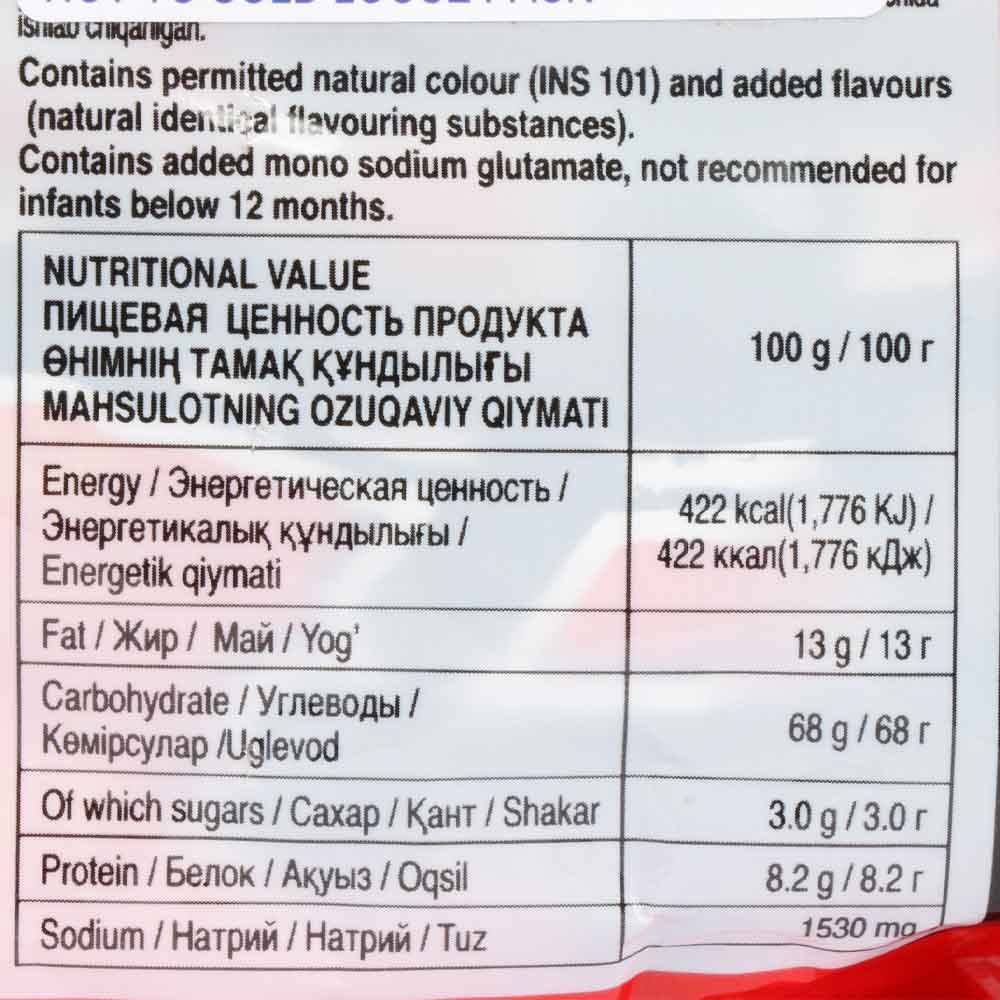 Contains permitted natural colour (INS 101) and added flavours
(natural identical flavouring substances).
Contains added mono sodium glutamate, not recommended for
infants below 12 months.
NUTRITIONAL VALUE
ПИЩЕВАЯ ЦЕННОСТЬ ПРОДУКТА
ӨНІМНІҢ ТАМАҚ ҚҰНДЫЛЫҒЫ
MAHSULOTNING OZUQAVIY QIYMATI
100 g / 100 г
Energy / Энергетическая ценность /
Энергетикалық құндылығы /
Energetik qiymati
422 kcal(1,776 KJ) /
422 ккал(1,776 кДж)
Fat / Жир / Май / Yog'
13 g / 13 г
Carbohydrate / Углеводы /
Көмірсулар /Uglevod
68 g / 68 г
Of which sugars / Сахар / Қант / Shakar
3.0 g / 3.0 г
Protein / Белок / Ақуыз / Oqsil
8.2 g / 8.2 г
Sodium / Натрий / Натрий / Tuz
1530 mg